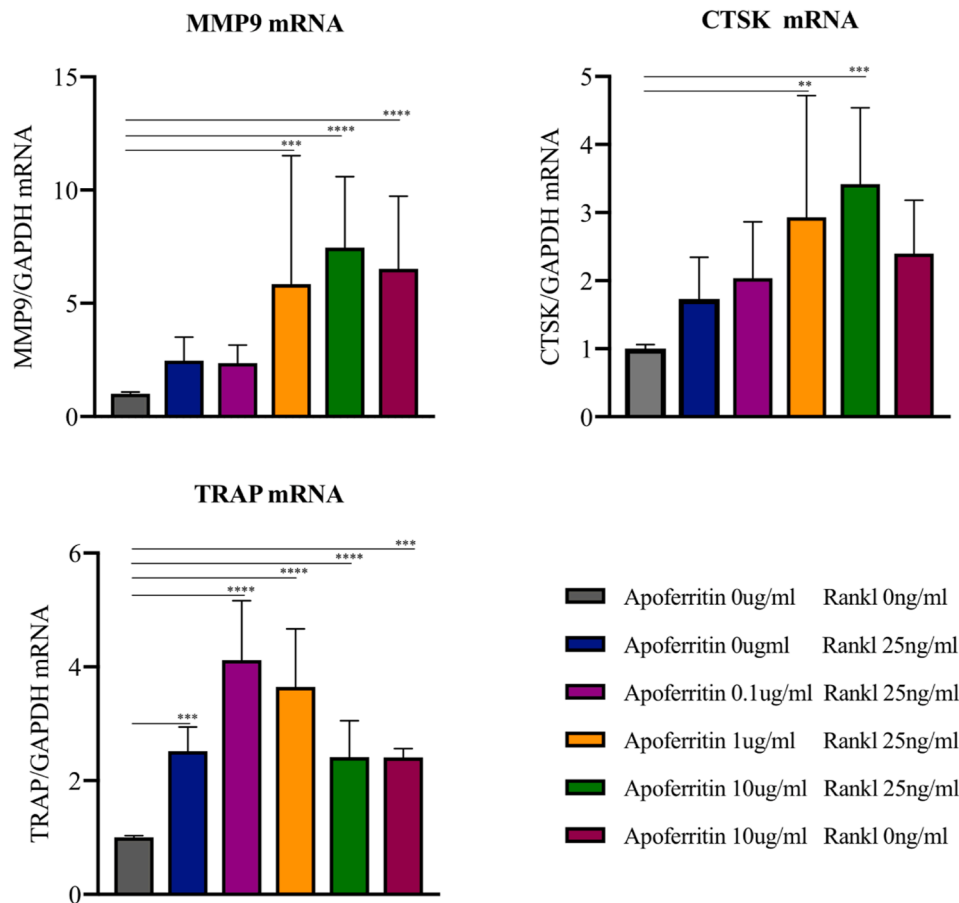 MMP9 mRNA
MMP9/GAPDH mRNA
15
10
5
0
***
****
****
CTSK mRNA
CTSK/GAPDH mRNA
5
4
3
2
1
0
**
***
TRAP mRNA
TRAP/GAPDH mRNA
6
4
2
0
***
****
****
****
***
Apoferritin 0ug/ml Rankl 0ng/ml
Apoferritin 0ugml Rankl 25ng/ml
Apoferritin 0.1ug/ml Rankl 25ng/ml
Apoferritin 1ug/ml Rankl 25ng/ml
Apoferritin 10ug/ml Rankl 25ng/ml
Apoferritin 10ug/ml Rankl 0ng/ml